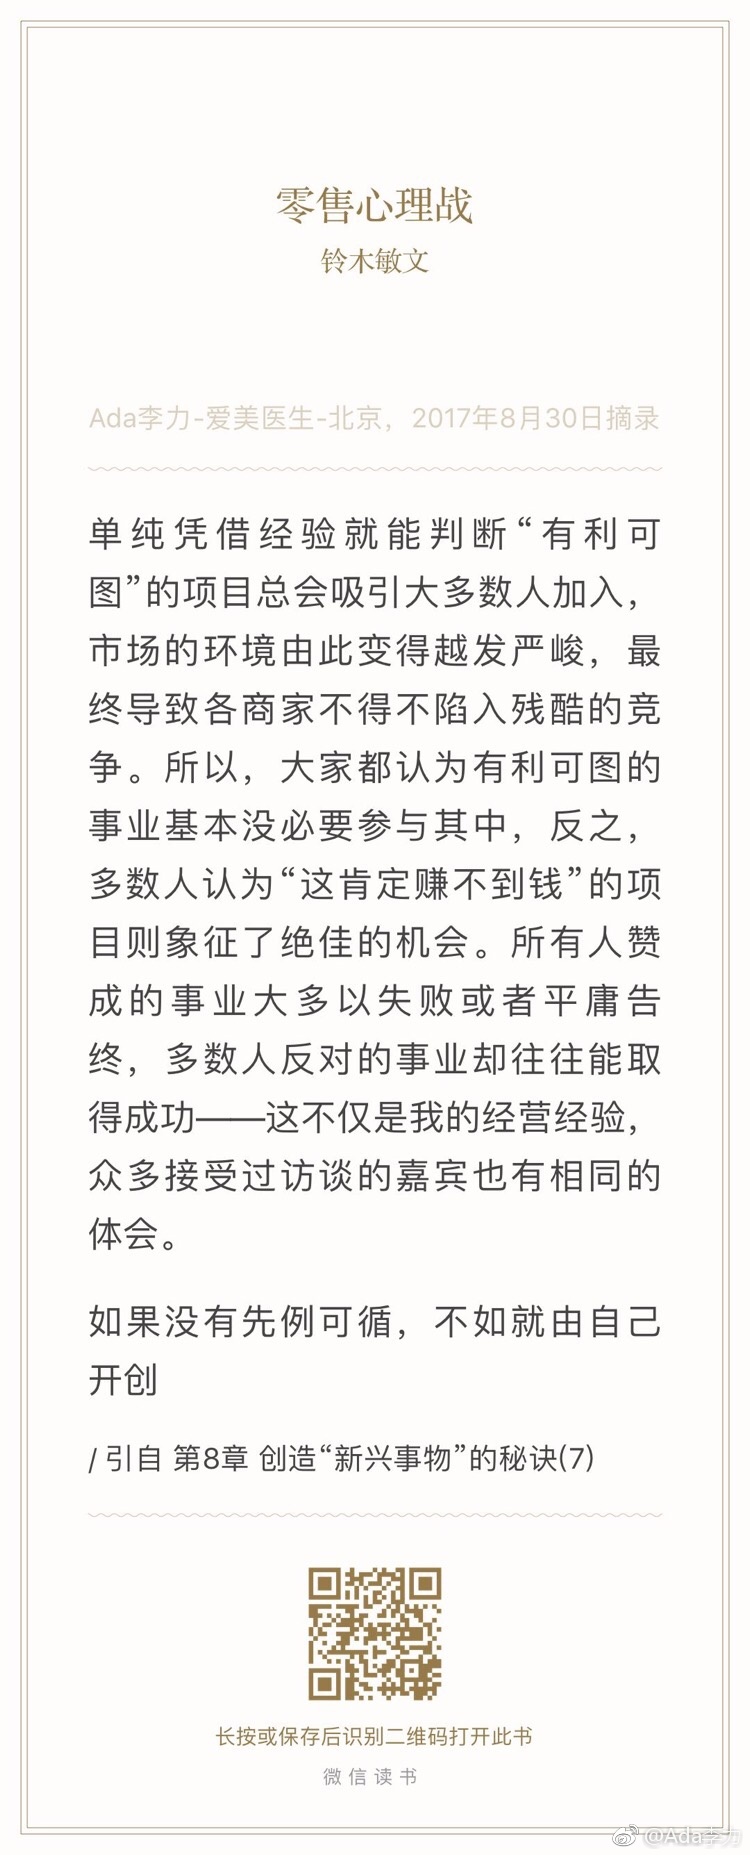 零售心理战
铃木敏文
Ada李力-爱美医生-北京，2017年8月30日摘录
单纯凭借经验就能判断“有利可
图”的项目总会吸引大多数人加入，
市场的环境由此变得越发严峻，最
终导致各商家不得不陷入残酷的竞
争。所以，大家都认为有利可图的
事业基本没必要参与其中，反之，
多数人认为“这肯定赚不到钱”的项
目则象征了绝佳的机会。所有人赞
成的事业大多以失败或者平庸告
终，多数人反对的事业却往往能取
得成功——这不仅是我的经营经验，
众多接受过访谈的嘉宾也有相同的
体会。
如果没有先例可循，不如就由自己
开创
/ 引自 第8章 创造“新兴事物”的秘诀(7)
长按或保存后识别二维码打开此书
微信读书
@Ada李力